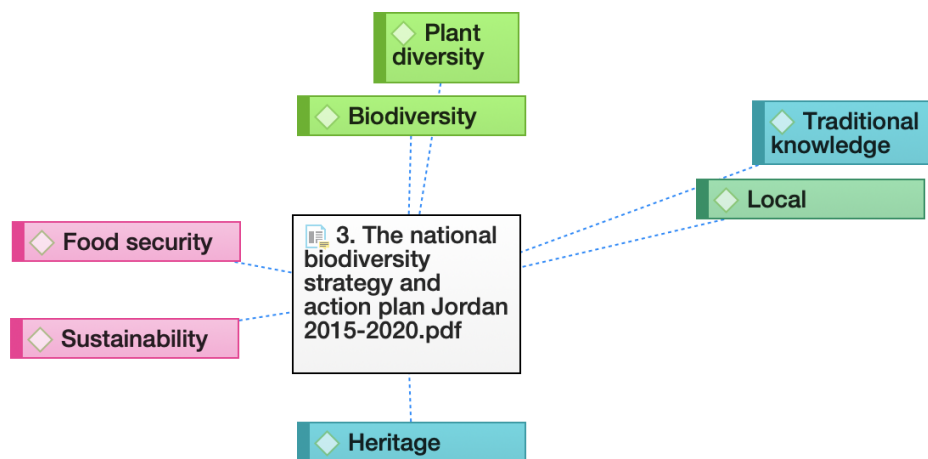 Plant
diversity
Biodiversity
Traditional
knowledge
Local
Food security
3. The national
biodiversity
strategy and
action plan Jordan
2015-2020.pdf
Sustainability
Heritage